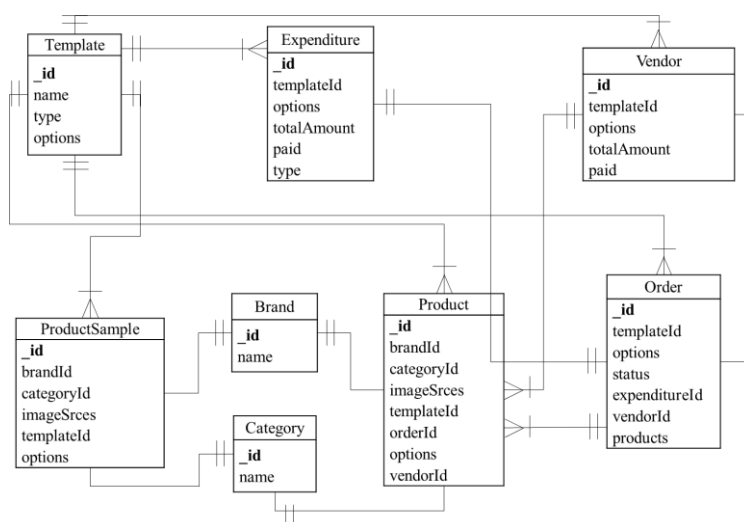 Template
_id
name
type
options
Expenditure
_id
templateId
options
totalAmount
paid
type
Vendor
_id
templateId
options
totalAmount
paid
ProductSample
_id
brandId
categoryId
imageSrces
templateId
options
Brand
_id
name
Category
_id
name
Product
_id
brandId
categoryId
imageSrces
templateId
orderId
options
vendorId
Order
_id
templateId
options
status
expenditureId
vendorId
products